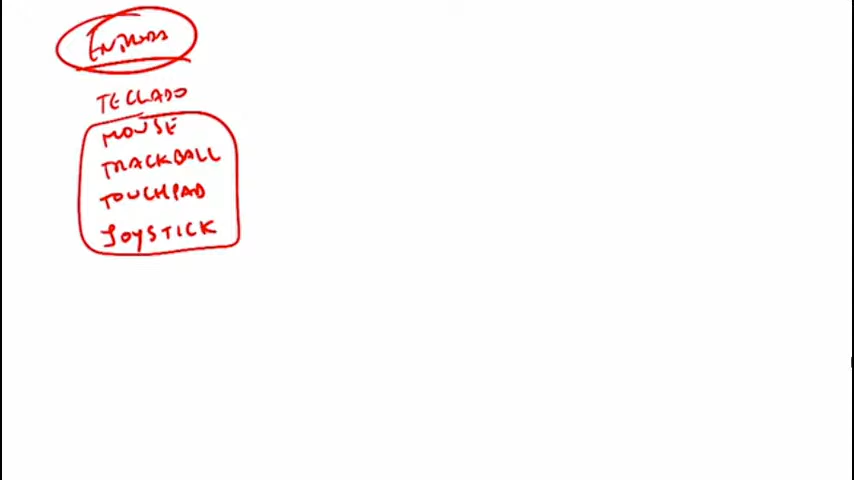 ENTRADA
TECLADO
MOUSE
TRACKBALL
TOUCHPAD
JOYSTICK